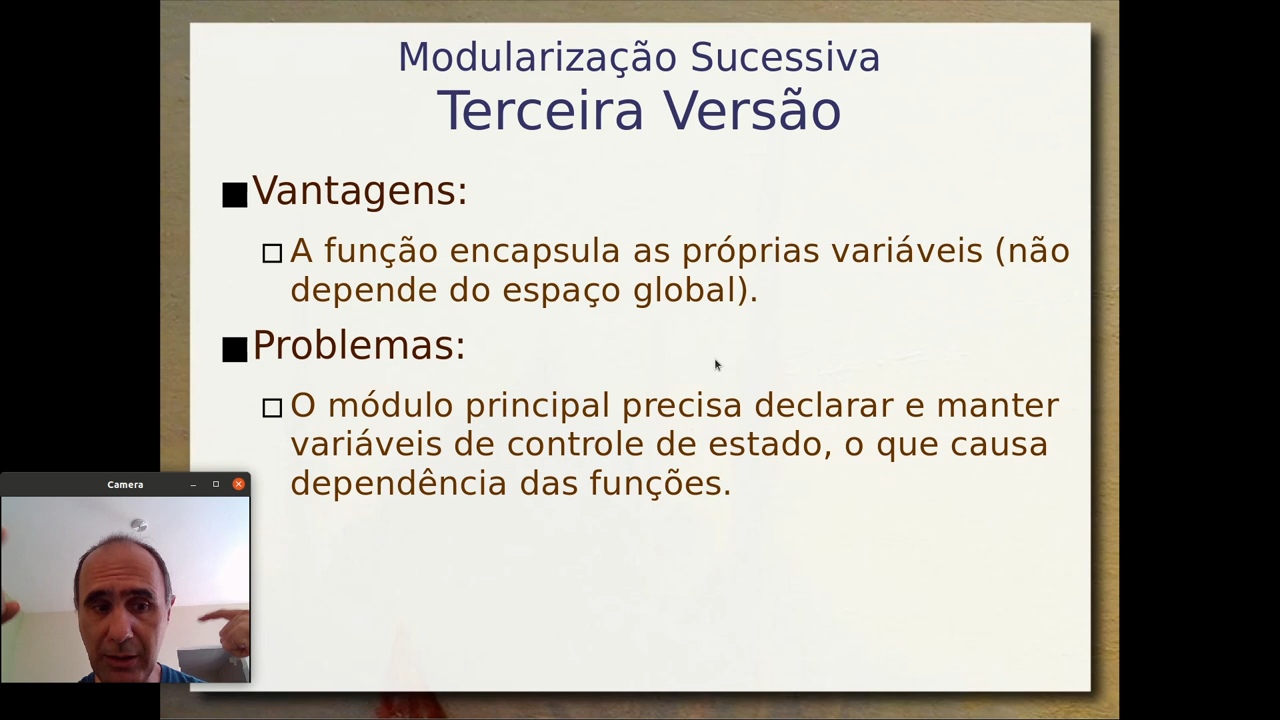 Modularização Sucessiva
Terceira Versão
Vantagens:
A função encapsula as próprias variáveis (não
depende do espaço global).
Problemas:
O módulo principal precisa declarar e manter
variáveis de controle de estado, o que causa
dependência das funções.
Camera